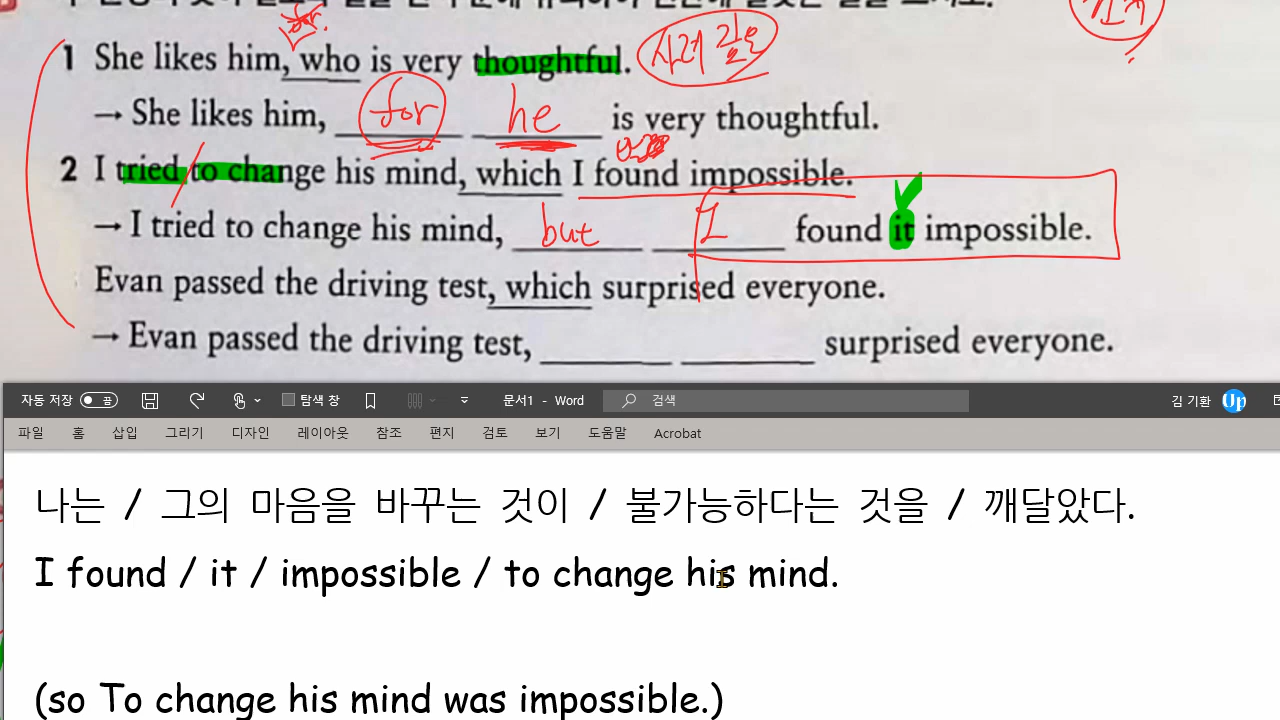 for
1 She likes him, who is very thoughtful. 사려 깊은
→ She likes him, for he is very thoughtful.
2 I tried to change his mind, which I found impossible.
→ I tried to change his mind, but I found it impossible.
Evan passed the driving test, which surprised everyone.
→ Evan passed the driving test, ______ ______ surprised everyone.
자동 저장 끔 탐색 창 문서1 - Word 검색 김 기환 Up
파일 홈 삽입 그리기 디자인 레이아웃 참조 편지 검토 보기 도움말 Acrobat
나는 / 그의 마음을 바꾸는 것이 / 불가능하다는 것을 / 깨달았다.
I found / it / impossible / to change his mind.
(so To change his mind was impossible.)